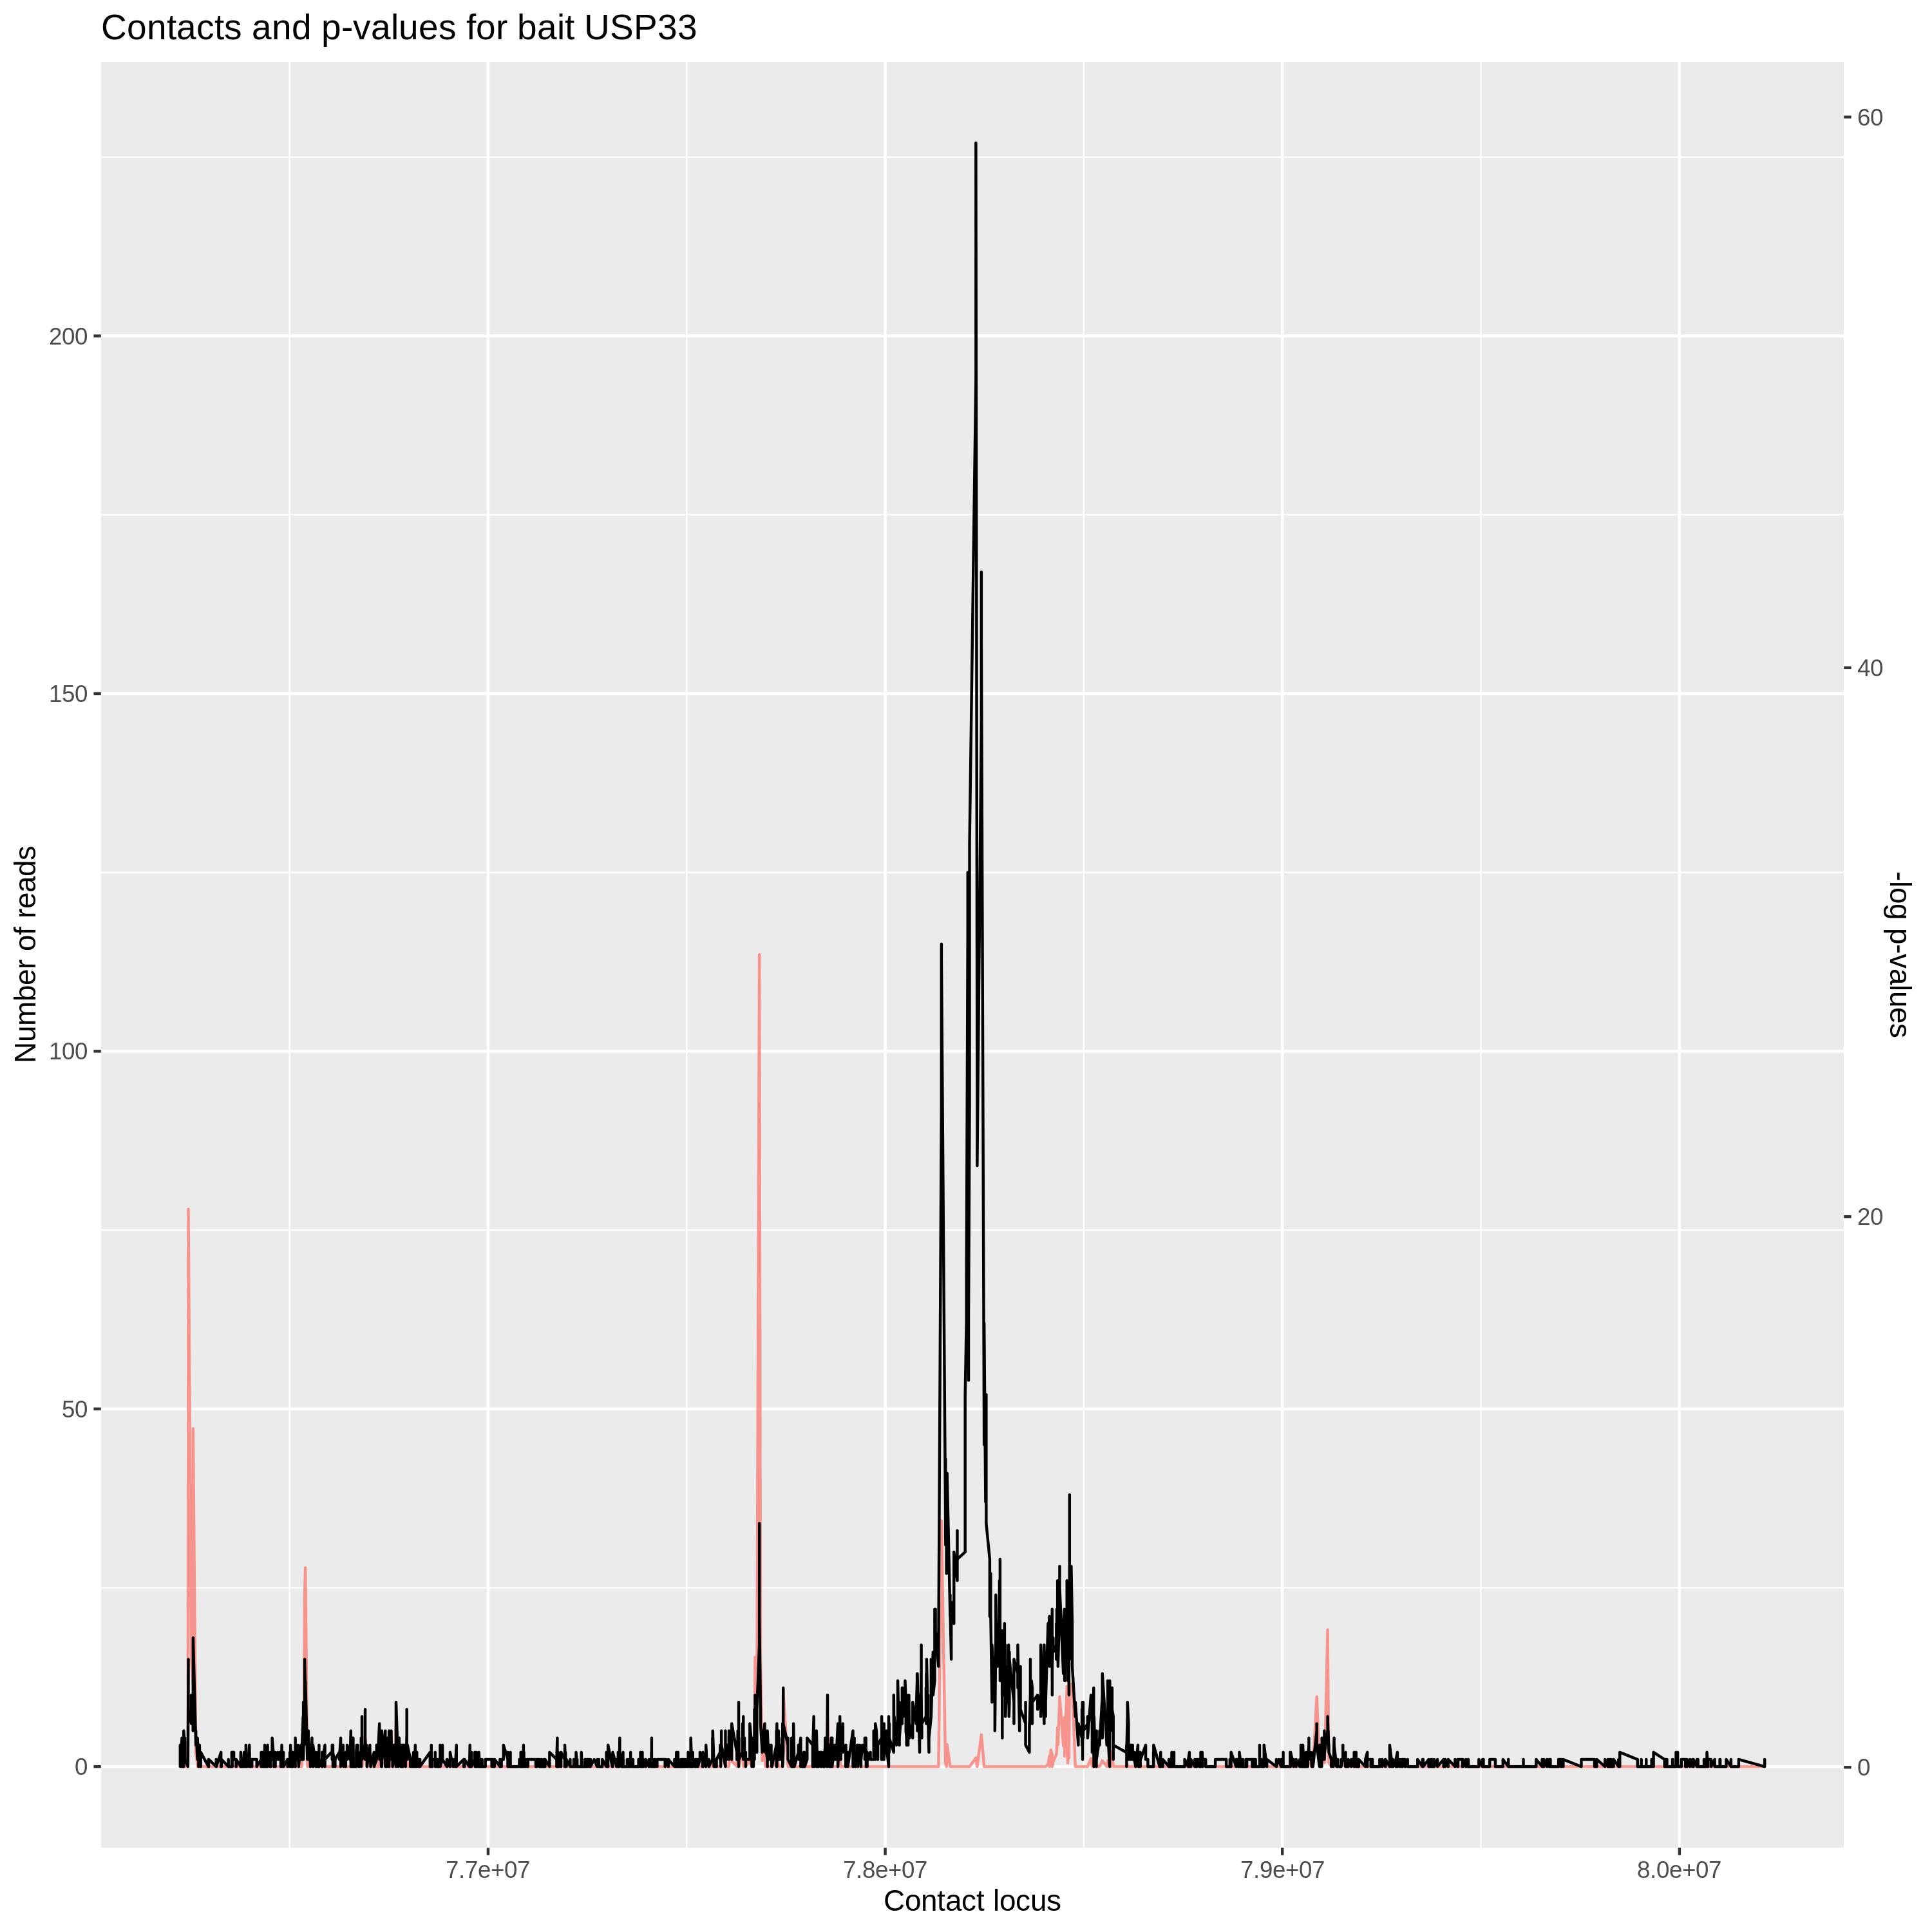 Contacts and p-values for bait USP33
60
200
150
40
Number of reads
-log p-values
100
20
50
0
0
7.7e+07
7.8e+07
7.9e+07
8.0e+07
Contact locus